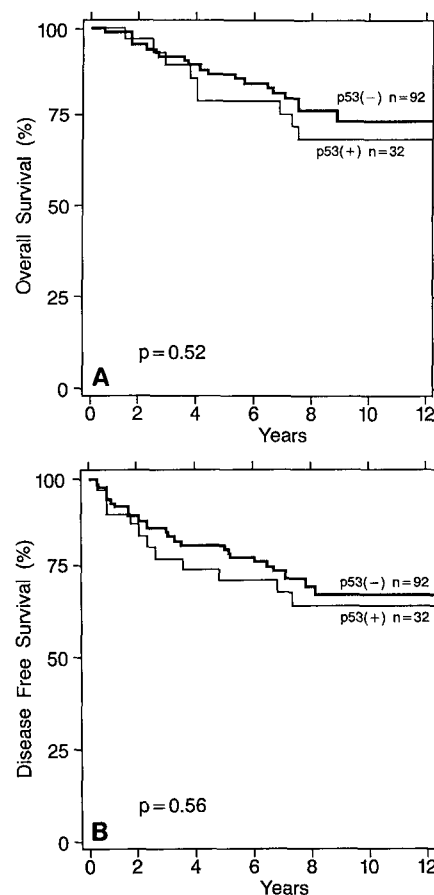 100
75
50
25
0
Overall Survival (%)
p53(-) n=92
p53(+) n=32
p=0.52
A
0 2 4 6 8 10 12
Years
100
75
50
25
0
Disease Free Survival (%)
p53(-) n=92
p53(+) n=32
p=0.56
B
0 2 4 6 8 10 12
Years